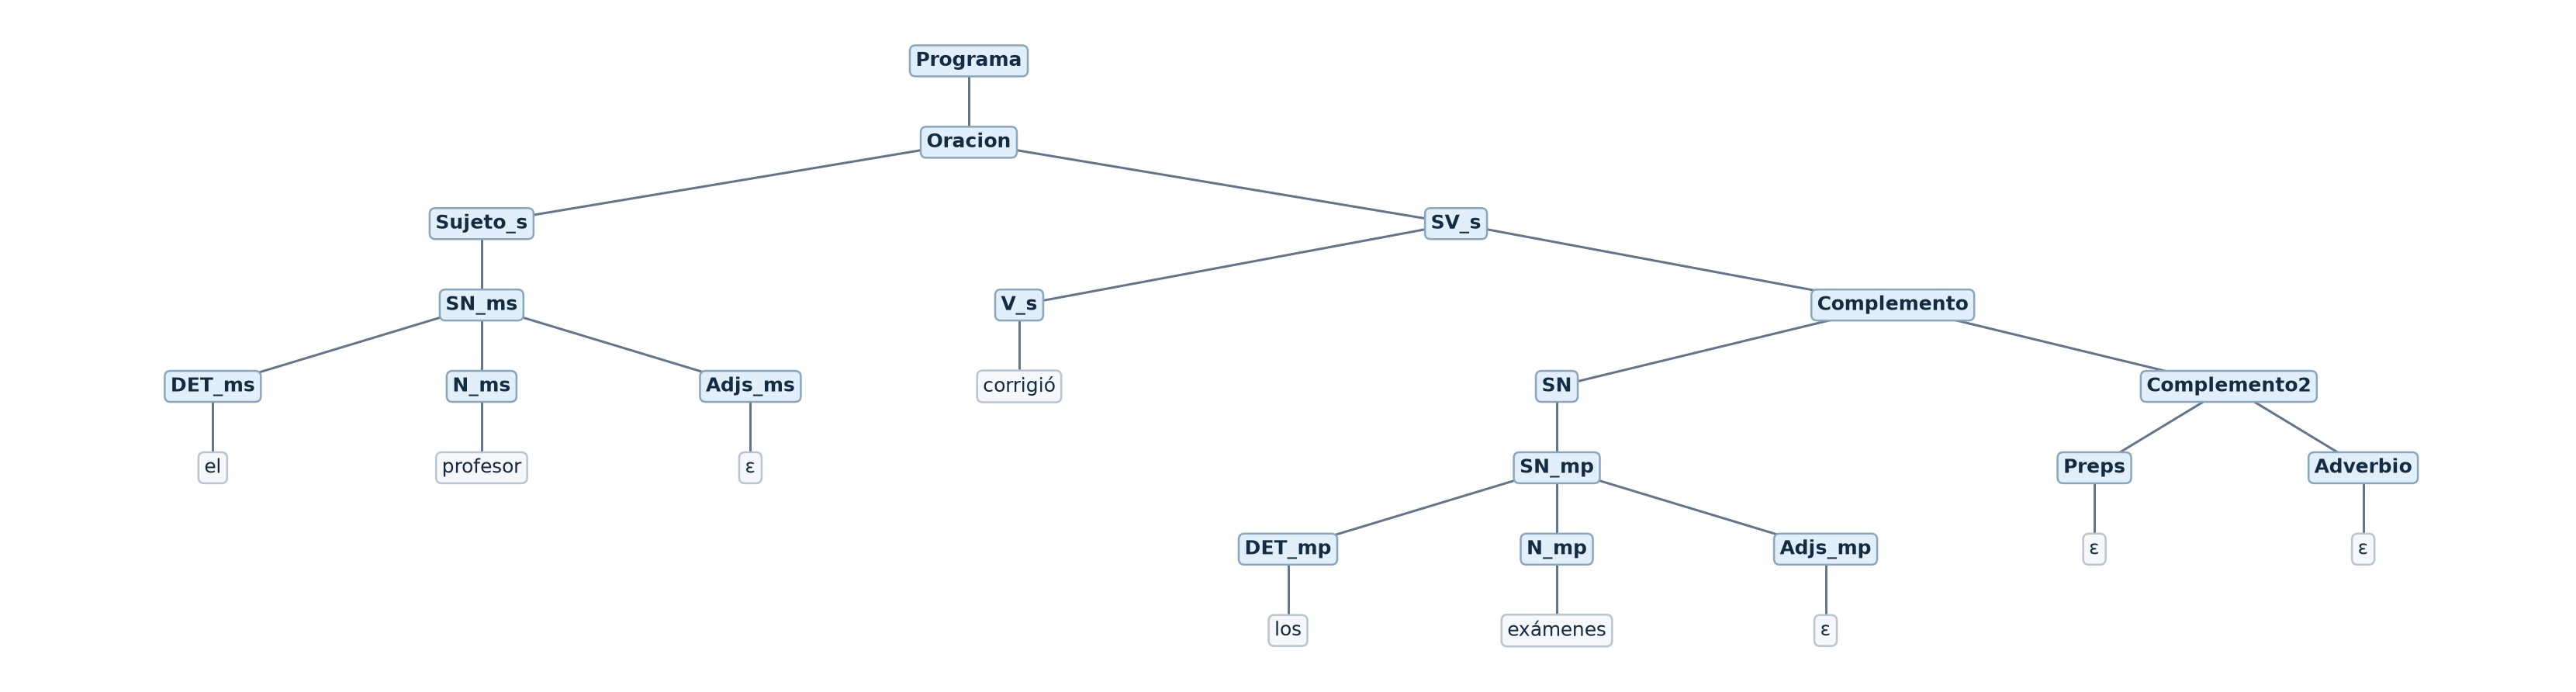 Programa
Oracion
Sujeto_s SV_s
SN_ms V_s Complemento
DET_ms N_ms Adjs_ms corrigió SN Complemento2
el profesor ε SN_mp Preps Adverbio
DET_mp N_mp Adjs_mp ε ε
los exámenes ε